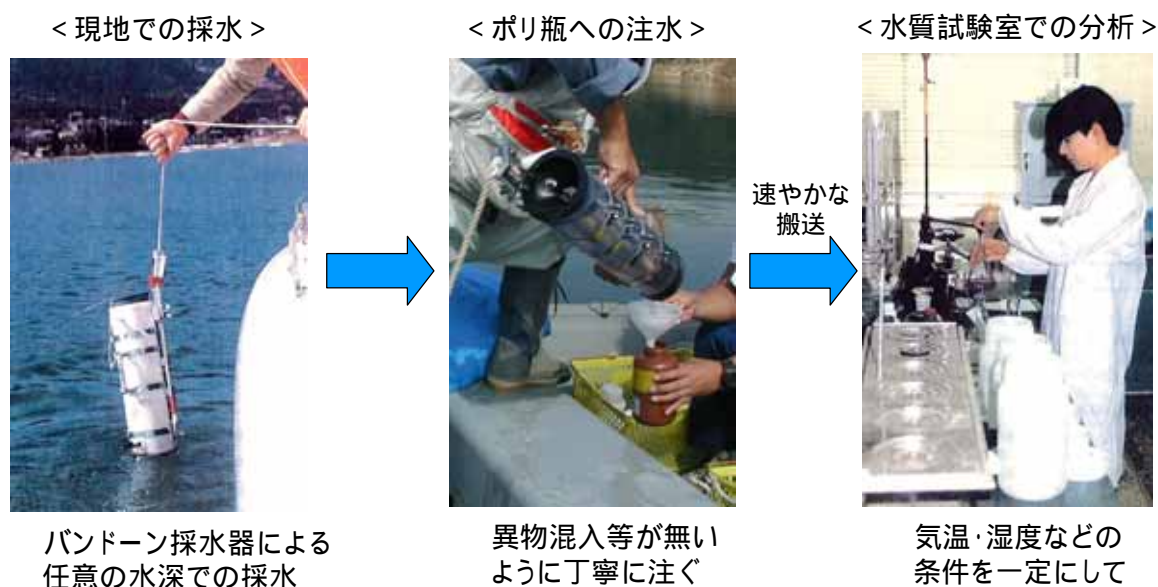 <現地での採水>
<ポリ瓶への注水>
<水質試験室での分析>
速やかな
搬送
バンドーン採水器による
任意の水深での採水
異物混入等が無い
ように丁寧に注ぐ
気温・湿度などの
条件を一定にして